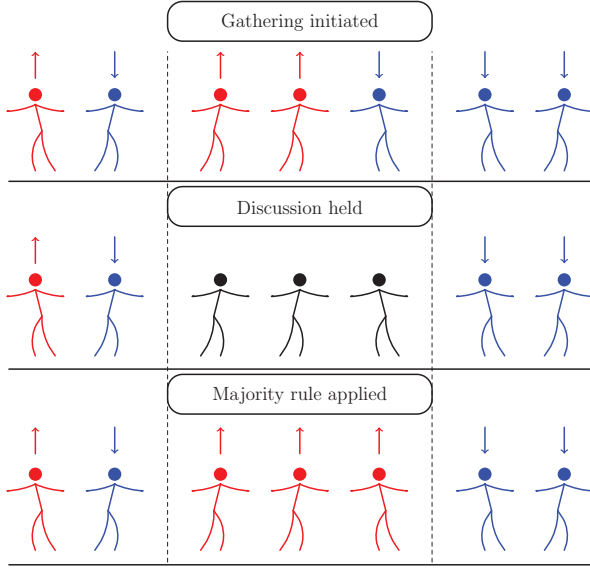 Gathering initiated
Discussion held
Majority rule applied